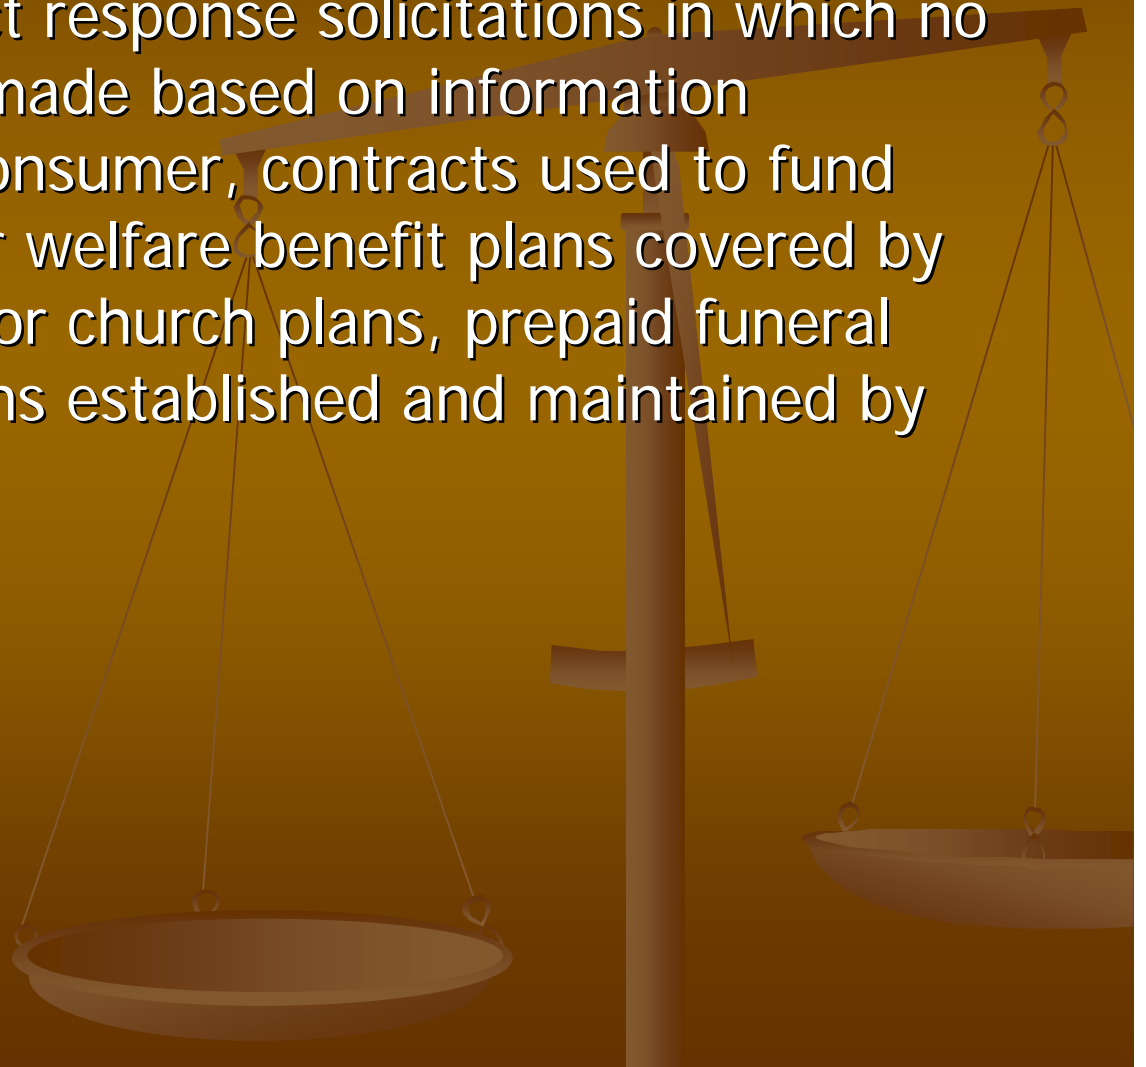 ct response solicitations in which no
made based on information
onsumer, contracts used to fund
r welfare benefit plans covered by
or church plans, prepaid funeral
ns established and maintained by